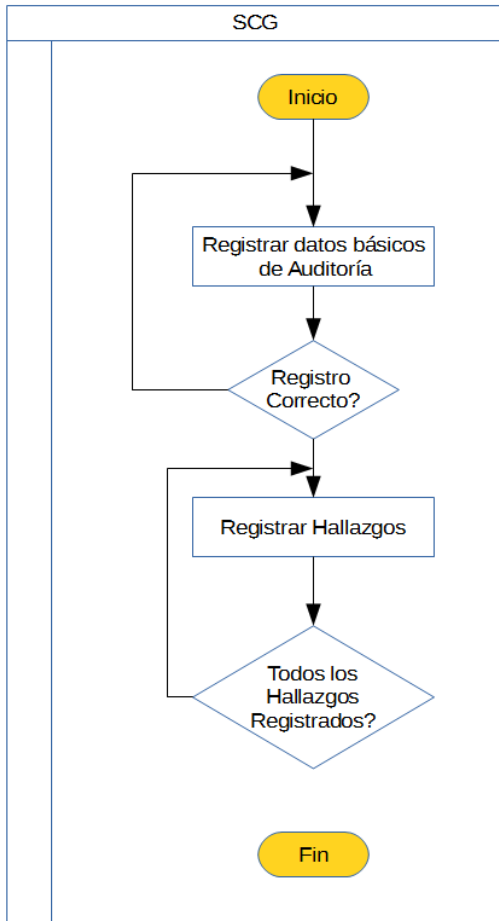 SCG
Inicio
Registrar datos básicos
de Auditoría
Registro
Correcto?
Registrar Hallazgos
Todos los
Hallazgos
Registrados?
Fin